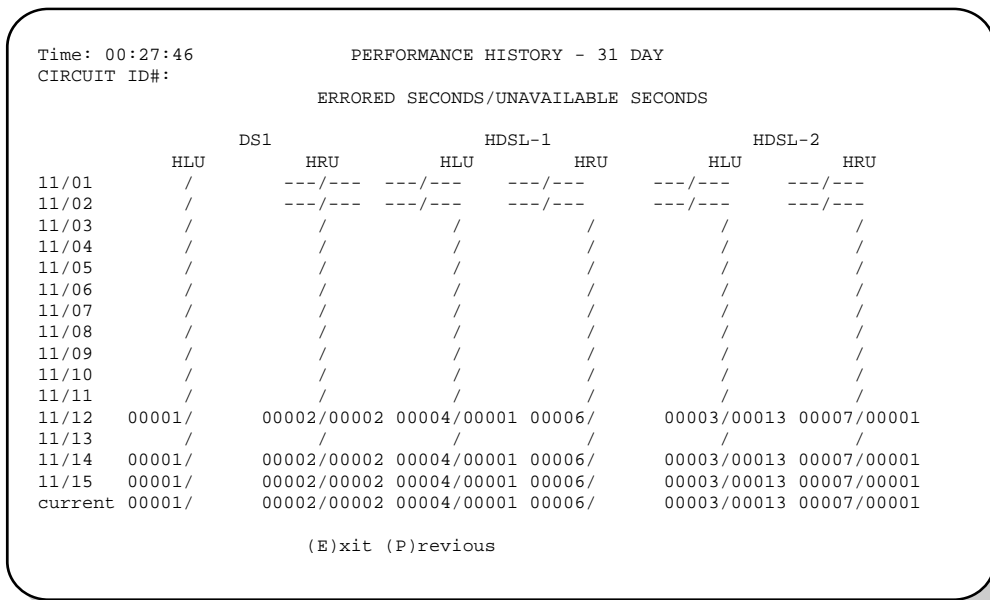 Time: 00:27:46 PERFORMANCE HISTORY - 31 DAY
CIRCUIT ID#:
ERRORED SECONDS/UNAVAILABLE SECONDS
DS1 HDSL-1 HDSL-2
HLU HRU HLU HRU HLU HRU
11/01 / ---/--- ---/--- ---/--- ---/--- ---/---
11/02 / ---/--- ---/--- ---/--- ---/--- ---/---
11/03 / / / / / /
11/04 / / / / / /
11/05 / / / / / /
11/06 / / / / / /
11/07 / / / / / /
11/08 / / / / / /
11/09 / / / / / /
11/10 / / / / / /
11/11 / / / / / /
11/12 00001/ 00002/00002 00004/00001 00006/ 00003/00013 00007/00001
11/13 / / / / / /
11/14 00001/ 00002/00002 00004/00001 00006/ 00003/00013 00007/00001
11/15 00001/ 00002/00002 00004/00001 00006/ 00003/00013 00007/00001
current 00001/ 00002/00002 00004/00001 00006/ 00003/00013 00007/00001
(E)xit (P)revious